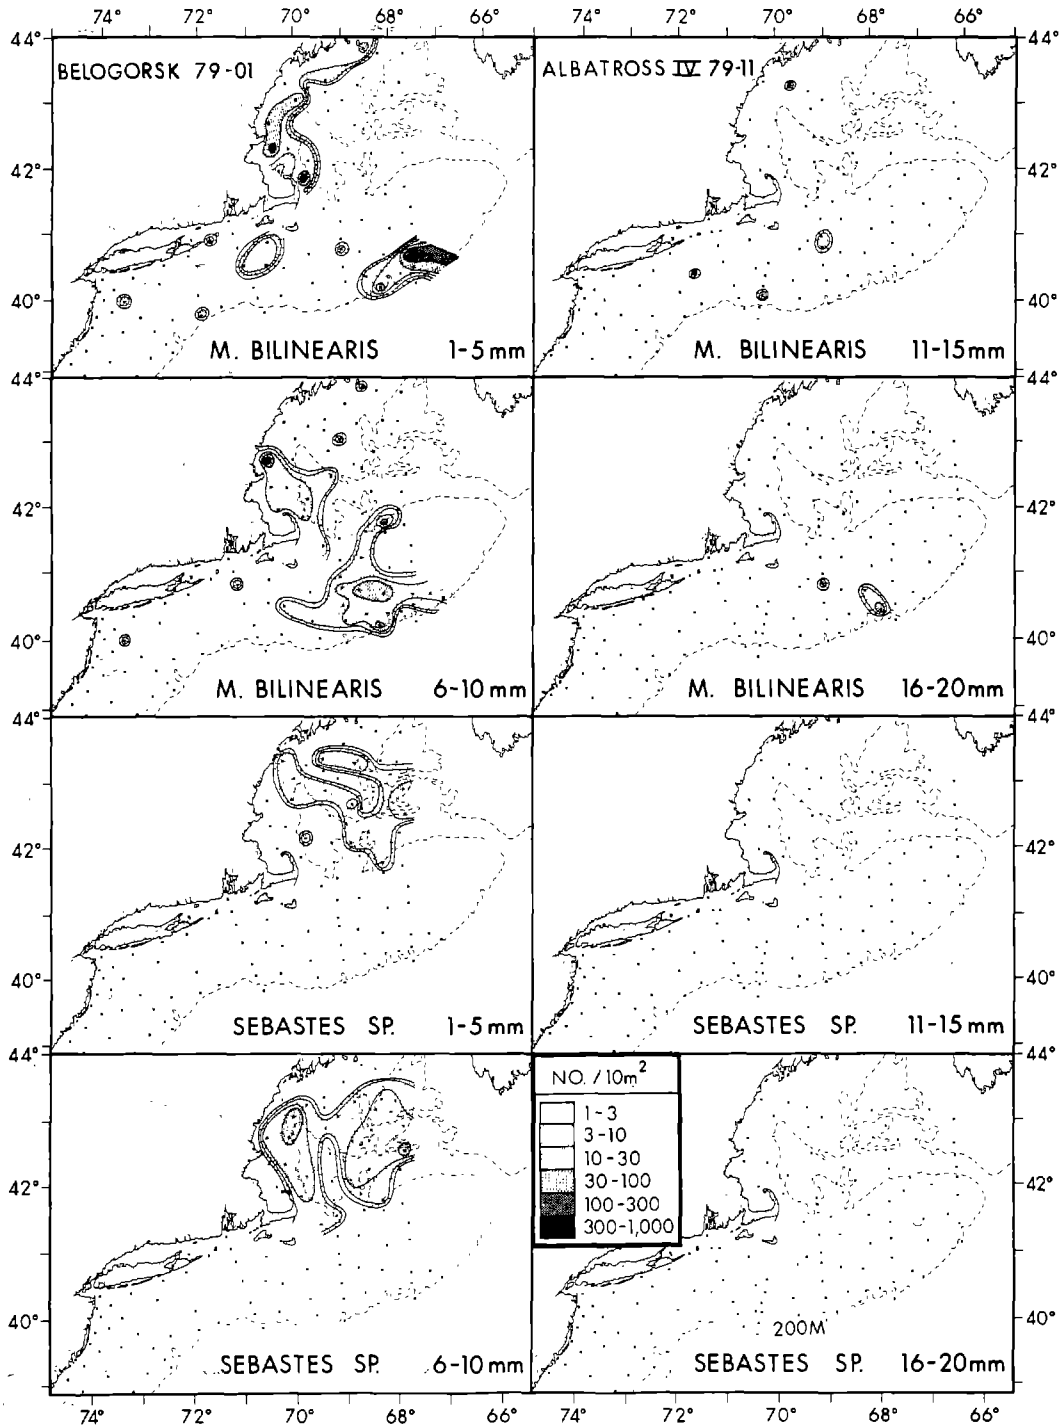 74° 72° 70° 68° 66° 74° 72° 70° 68° 66°
44° 44°
BELOGORSK 79-01 ALBATROSS IV 79-11
42° 42°
40° 40°
M. BILINEARIS 1-5mm M. BILINEARIS 11-15mm
44° 44°
42° 42°
40° 40°
M. BILINEARIS 6-10mm M. BILINEARIS 16-20mm
44° 44°
42° 42°
40° 40°
SEBASTES SP. 1-5mm SEBASTES SP. 11-15mm
44° 44°
NO./10m²
1-3
3-10
10-30
30-100
100-300
300-1,000
42° 42°
40° 40°
200M
SEBASTES SP. 6-10mm SEBASTES SP. 16-20mm
74° 72° 70° 68° 66° 74° 72° 70° 68° 66°